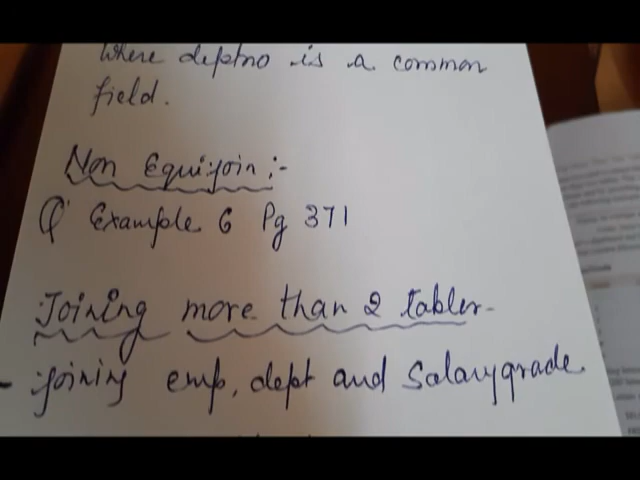 Where deptno is a common
field.
Non Equijoin :-
Q Example 6 Pg 371
Joining more than 2 tables-
- joining emp, dept and Salarygrade.